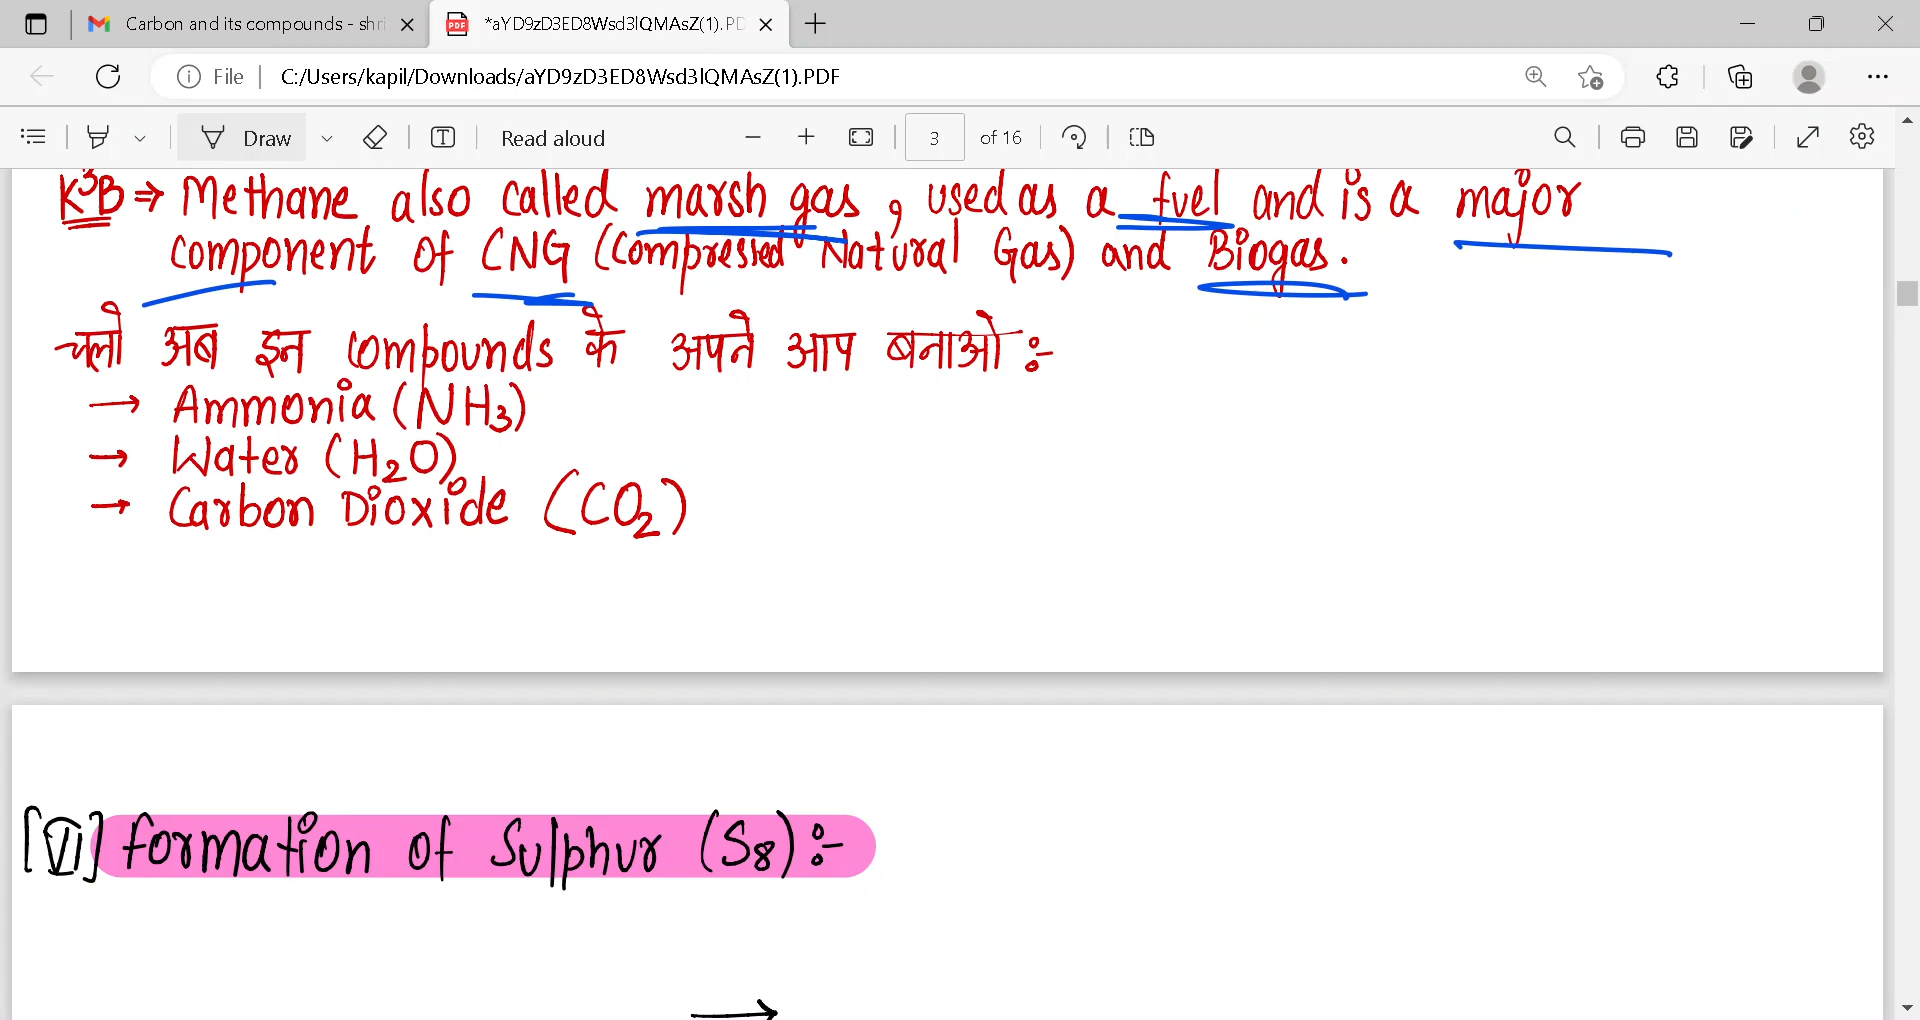 Carbon and its compounds - shri
*aYD9zD3ED8Wsd3lQMAsZ(1).PD
File C:/Users/kapil/Downloads/aYD9zD3ED8Wsd3lQMAsZ(1).PDF
Draw Read aloud 3 of 16
K³B ⇒ Methane also called marsh gas, used as a fuel and is a major
component of CNG (Compressed Natural Gas) and Biogas.
चलो अब इन compounds के अपने आप बनाओ :-
→ Ammonia (NH₃)
→ Water (H₂O)
→ Carbon Dioxide (CO₂)
[VI] formation of Sulphur (S₈) :-